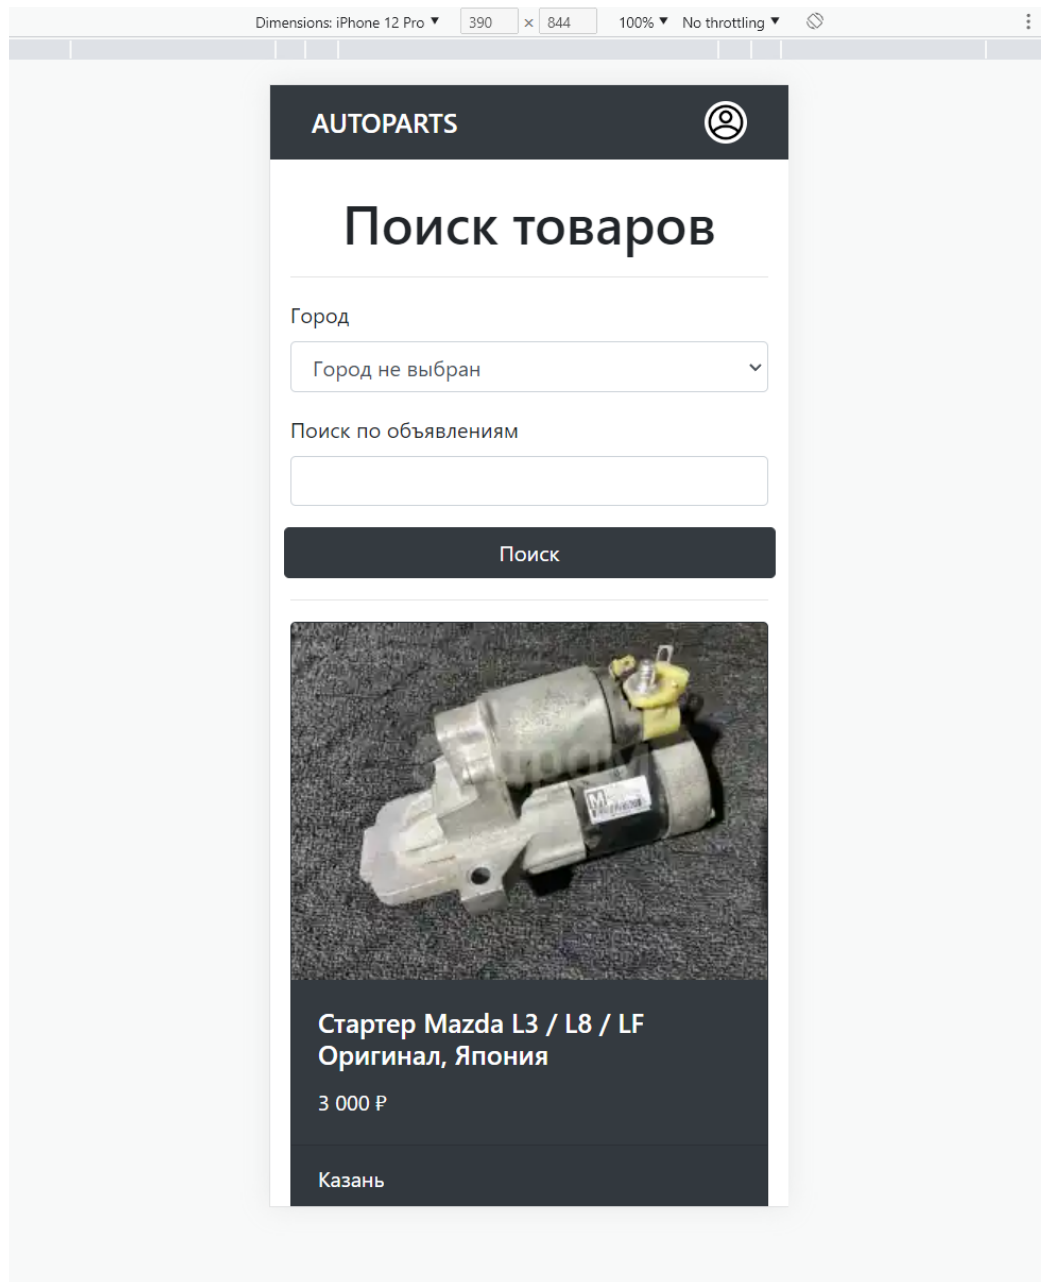 Dimensions: iPhone 12 Pro ▼ 390 × 844 100% ▼ No throttling ▼
AUTOPARTS
Поиск товаров
Город
Город не выбран
Поиск по объявлениям
Поиск
M
Стартер Mazda L3 / L8 / LF
Оригинал, Япония
3 000 ₽
Казань